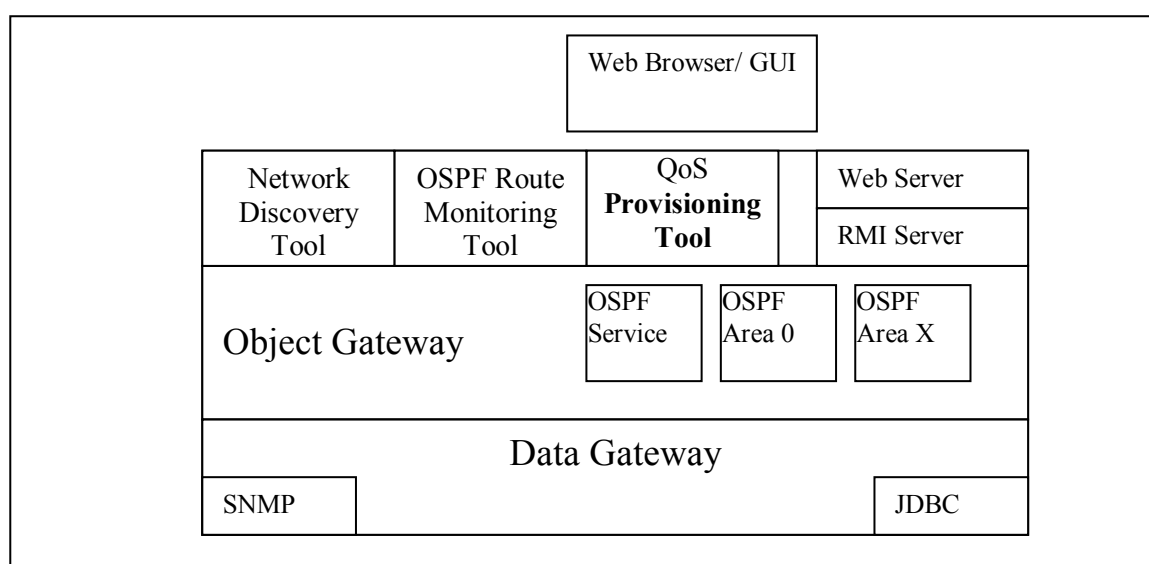 Web Browser/ GUI
Network
Discovery
Tool
OSPF Route
Monitoring
Tool
QoS
Provisioning
Tool
Web Server
RMI Server
Object Gateway
OSPF
Service
OSPF
Area 0
OSPF
Area X
Data Gateway
SNMP
JDBC